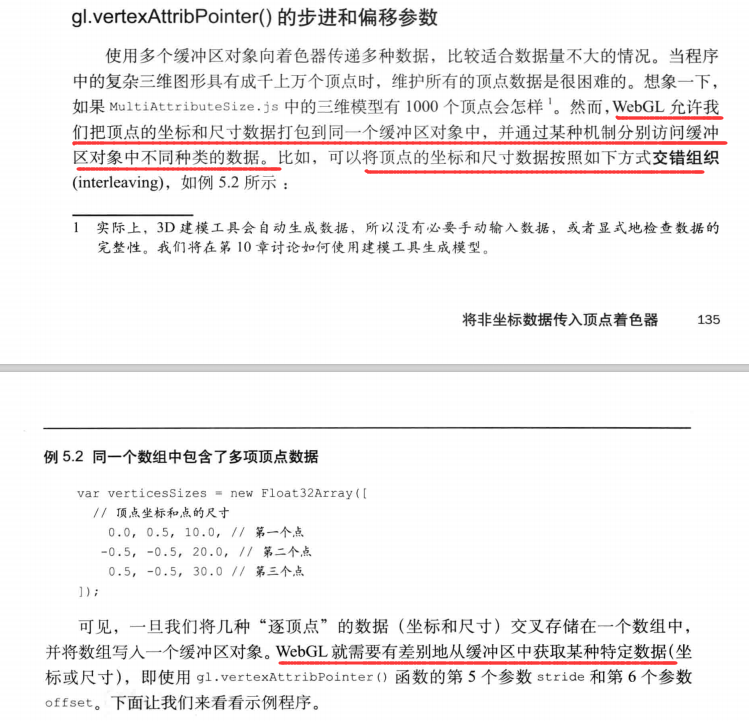 gl.vertexAttribPointer() 的步进和偏移参数
使用多个缓冲区对象向着色器传递多种数据，比较适合数据量不大的情况。当程序
中的复杂三维图形具有成千上万个顶点时，维护所有的顶点数据是很困难的。想象一下，
如果 MultiAttributeSize.js 中的三维模型有 1000 个顶点会怎样 1。然而，WebGL 允许我
们把顶点的坐标和尺寸数据打包到同一个缓冲区对象中，并通过某种机制分别访问缓冲
区对象中不同种类的数据。比如，可以将顶点的坐标和尺寸数据按照如下方式交错组织
(interleaving)，如例 5.2 所示：
1 实际上，3D 建模工具会自动生成数据，所以没有必要手动输入数据，或者显式地检查数据的
完整性。我们将在第 10 章讨论如何使用建模工具生成模型。
将非坐标数据传入顶点着色器 135
例 5.2 同一个数组中包含了多项顶点数据
var verticesSizes = new Float32Array([
// 顶点坐标和点的尺寸
0.0, 0.5, 10.0, // 第一个点
-0.5, -0.5, 20.0, // 第二个点
0.5, -0.5, 30.0 // 第三个点
]);
可见，一旦我们将几种“逐顶点”的数据（坐标和尺寸）交叉存储在一个数组中，
并将数组写入一个缓冲区对象。WebGL 就需要有差别地从缓冲区中获取某种特定数据(坐
标或尺寸），即使用 gl.vertexAttribPointer() 函数的第 5 个参数 stride 和第 6 个参数
offset。下面让我们来看看示例程序。